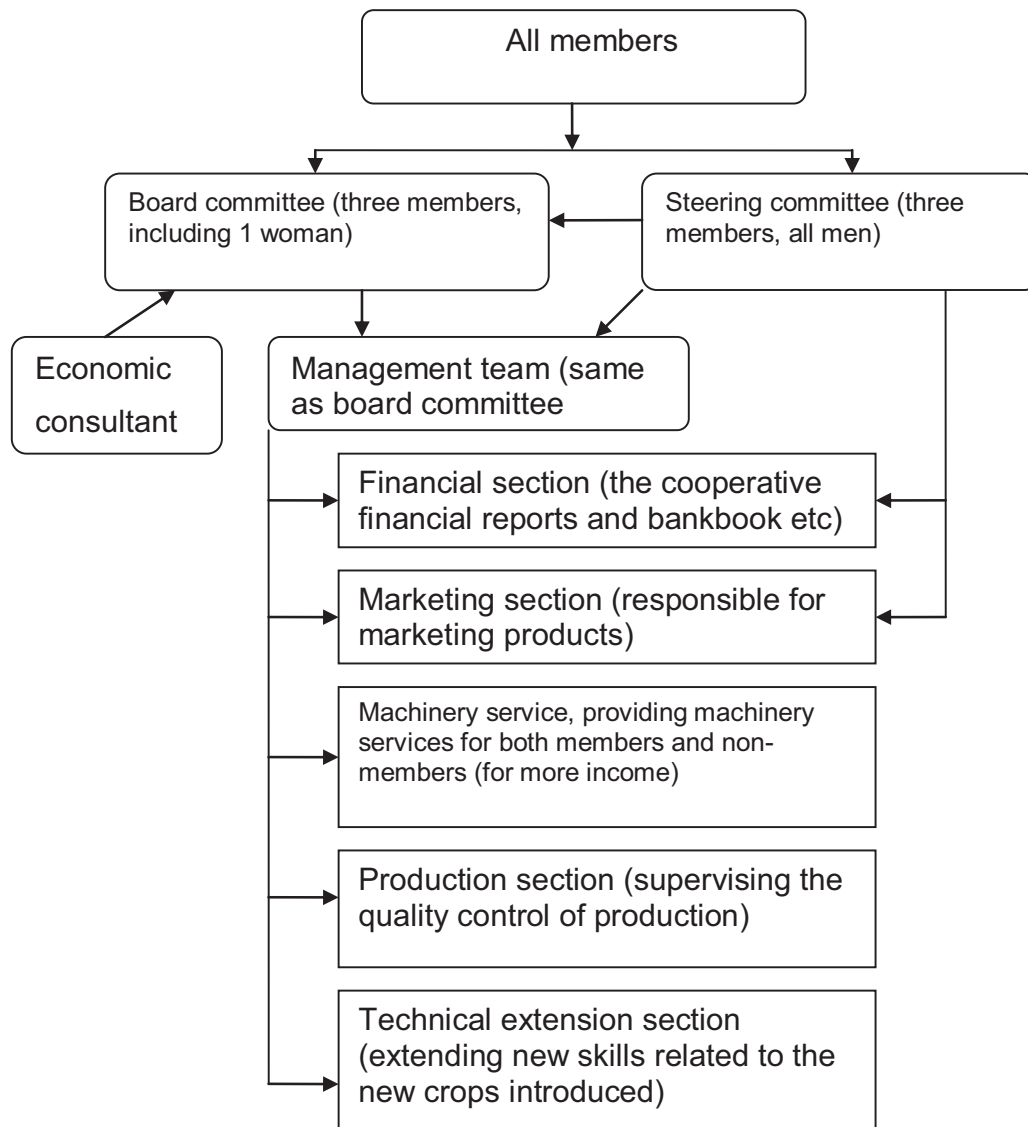 All members
Board committee (three members,
including 1 woman)
Steering committee (three
members, all men)
Economic
consultant
Management team (same
as board committee
Financial section (the cooperative
financial reports and bankbook etc)
Marketing section (responsible for
marketing products)
Machinery service, providing machinery
services for both members and non-
members (for more income)
Production section (supervising the
quality control of production)
Technical extension section
(extending new skills related to the
new crops introduced)